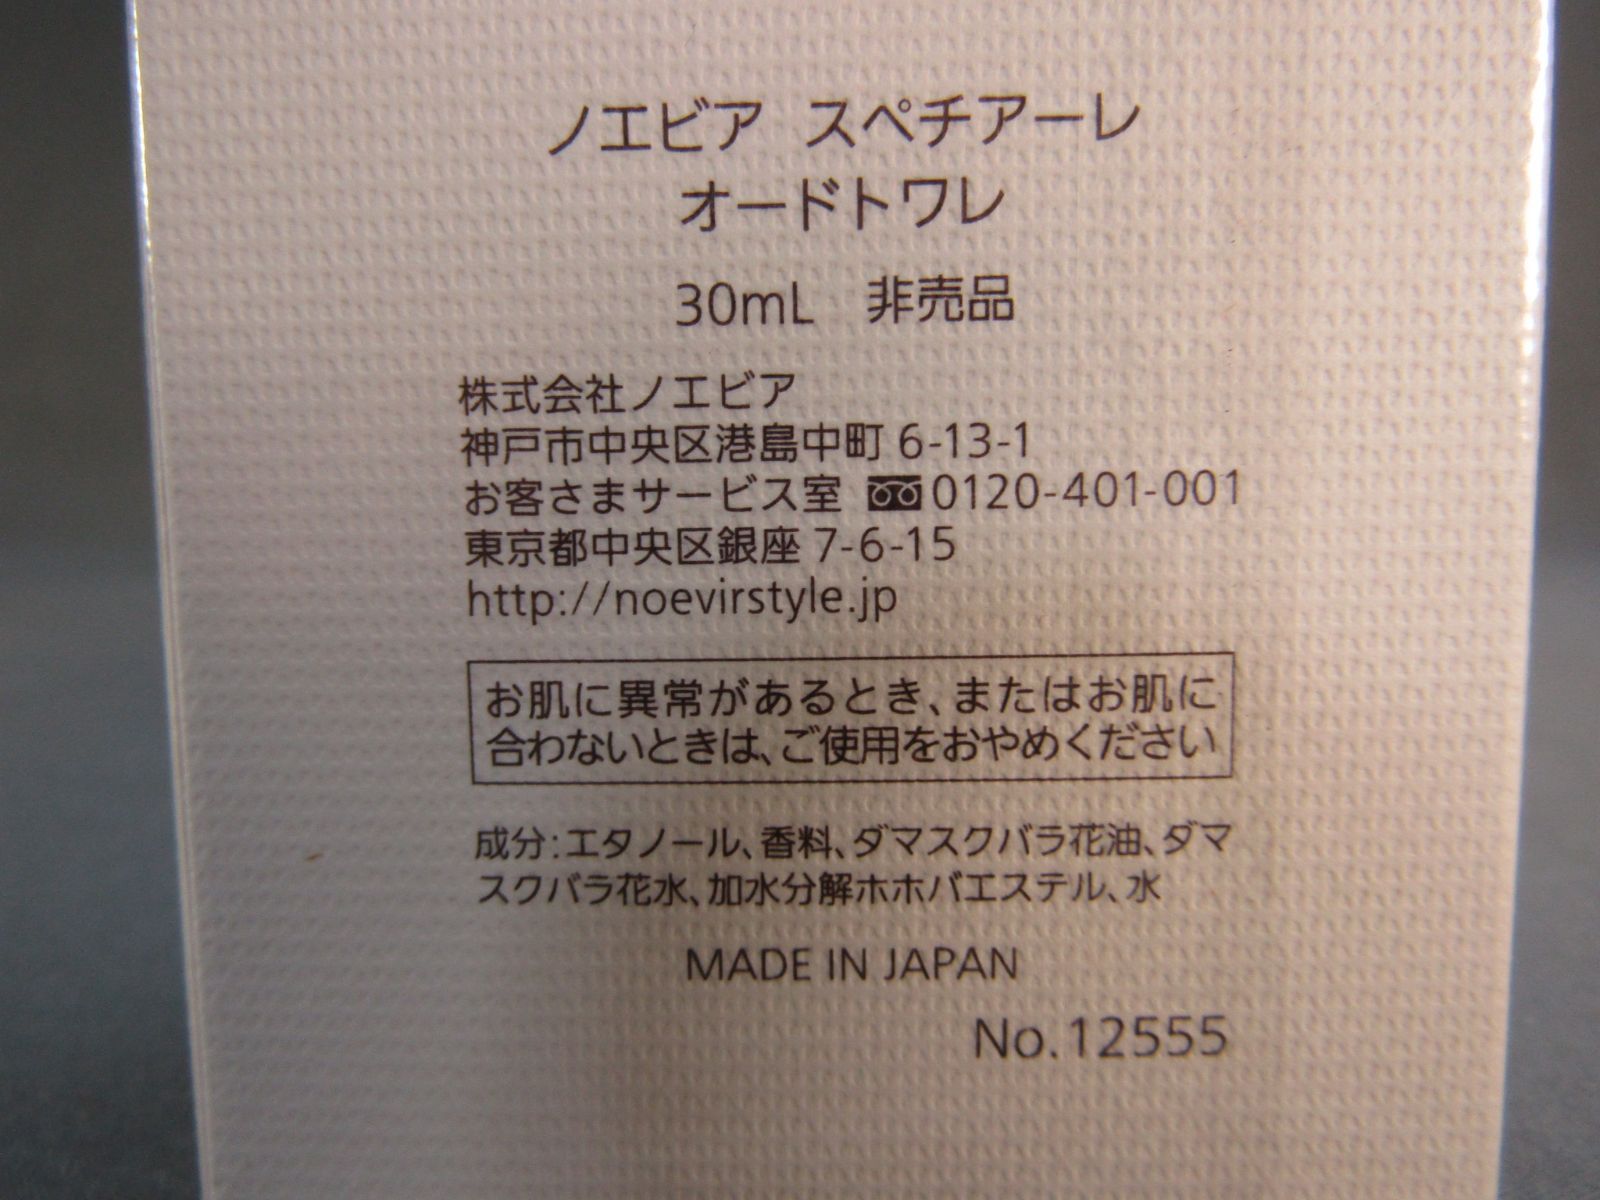 ノエビア スペチアーレ
オードトワレ
30mL 非売品
株式会社ノエビア
神戸市中央区港島中町 6-13-1
お客さまサービス室 0120-401-001
東京都中央区銀座 7-6-15
http://noevirstyle.jp
お肌に異常があるとき、またはお肌に
合わないときは、ご使用をおやめください
成分:エタノール、香料、ダマスクバラ花油、ダマ
スクバラ花水、加水分解ホホバエステル、水
MADE IN JAPAN
No.12555